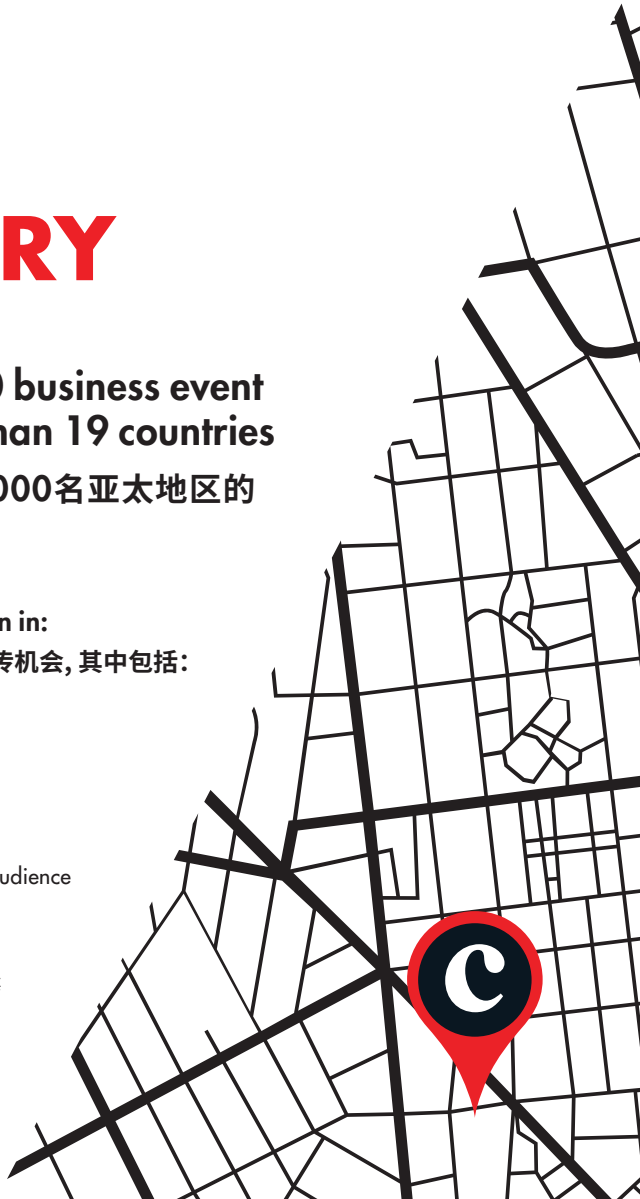 RY
0 business event
han 19 countries
000名亚太地区的
n in:
传机会, 其中包括：
udience
C